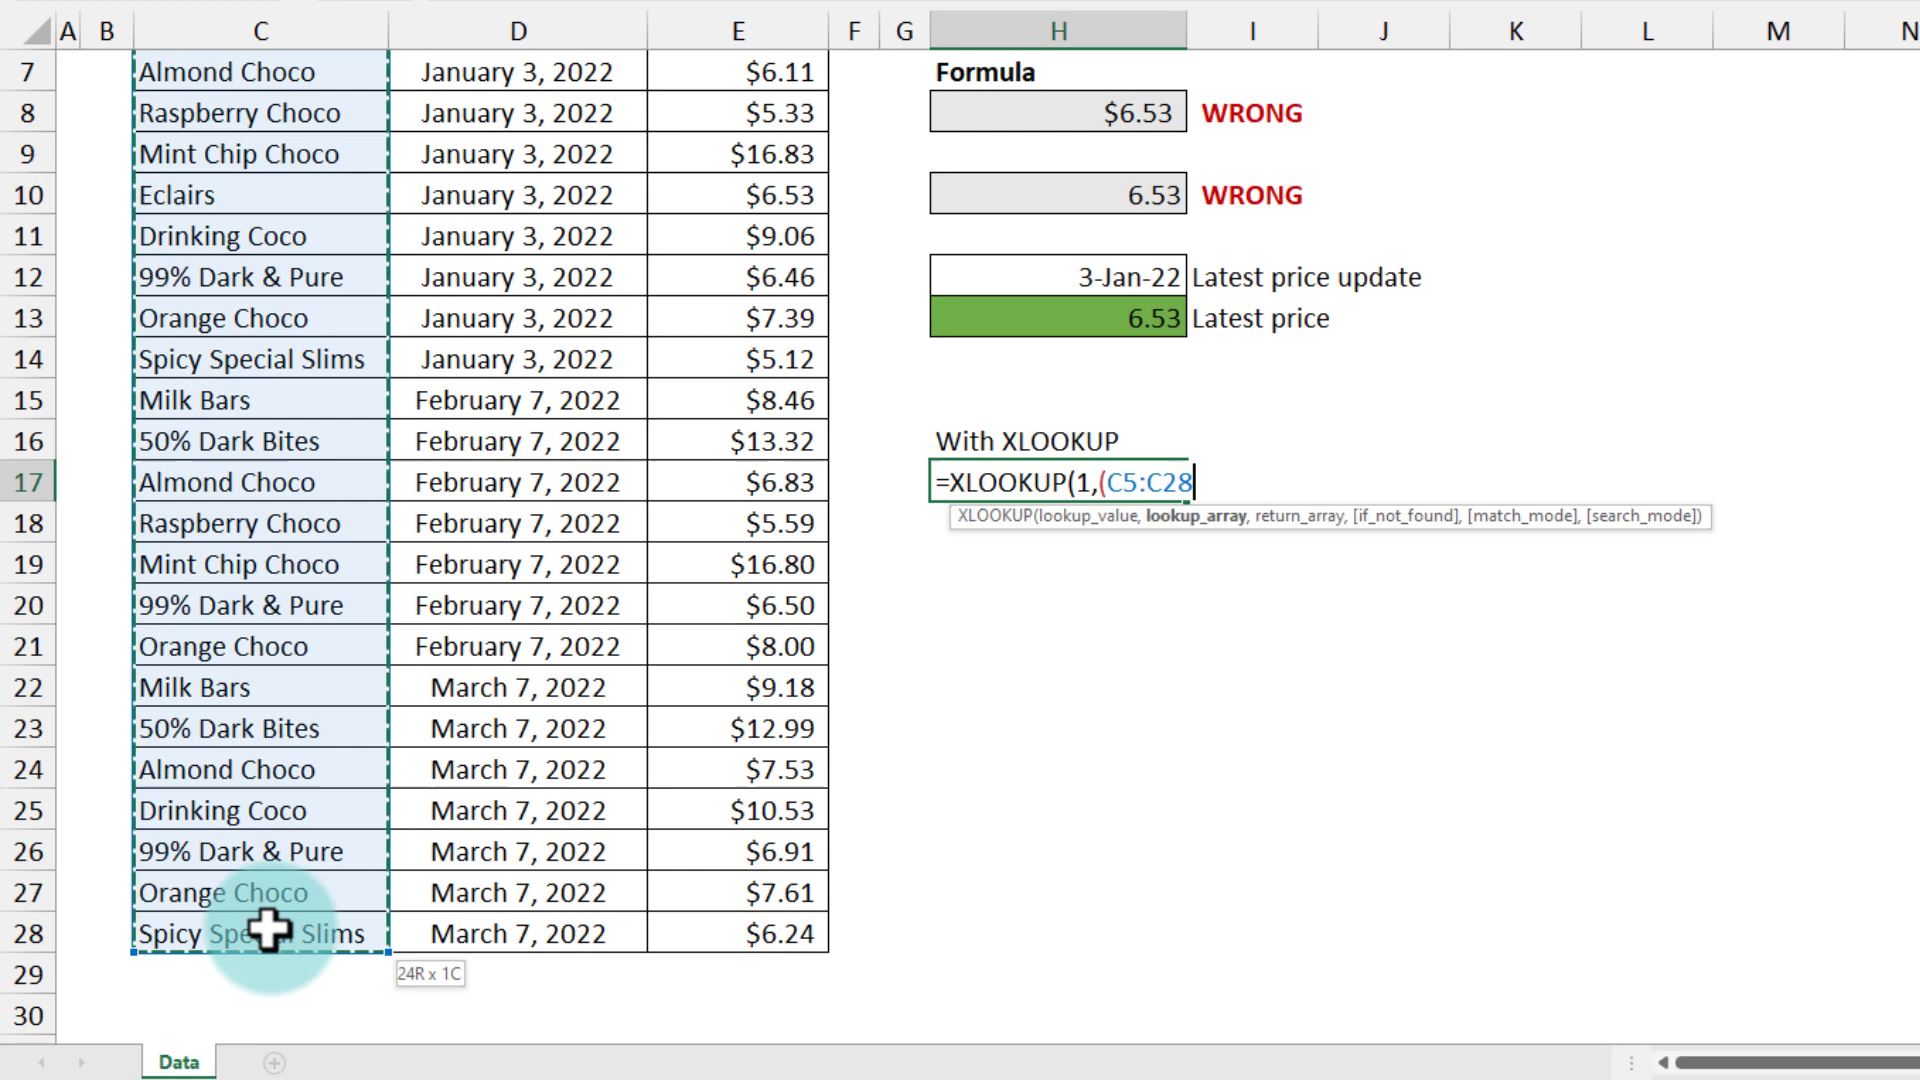 A B C D E F G H I J K L M N
7 Almond Choco January 3, 2022 $6.11 Formula
8 Raspberry Choco January 3, 2022 $5.33 $6.53 WRONG
9 Mint Chip Choco January 3, 2022 $16.83
10 Eclairs January 3, 2022 $6.53 6.53 WRONG
11 Drinking Coco January 3, 2022 $9.06
12 99% Dark & Pure January 3, 2022 $6.46 3-Jan-22 Latest price update
13 Orange Choco January 3, 2022 $7.39 6.53 Latest price
14 Spicy Special Slims January 3, 2022 $5.12
15 Milk Bars February 7, 2022 $8.46
16 50% Dark Bites February 7, 2022 $13.32 With XLOOKUP
17 Almond Choco February 7, 2022 $6.83 =XLOOKUP(1,(C5:C28
XLOOKUP(lookup_value, lookup_array, return_array, [if_not_found], [match_mode], [search_mode])
18 Raspberry Choco February 7, 2022 $5.59
19 Mint Chip Choco February 7, 2022 $16.80
20 99% Dark & Pure February 7, 2022 $6.50
21 Orange Choco February 7, 2022 $8.00
22 Milk Bars March 7, 2022 $9.18
23 50% Dark Bites March 7, 2022 $12.99
24 Almond Choco March 7, 2022 $7.53
25 Drinking Coco March 7, 2022 $10.53
26 99% Dark & Pure March 7, 2022 $6.91
27 Orange Choco March 7, 2022 $7.61
28 Spicy Special Slims March 7, 2022 $6.24
24R x 1C
29
30
Data